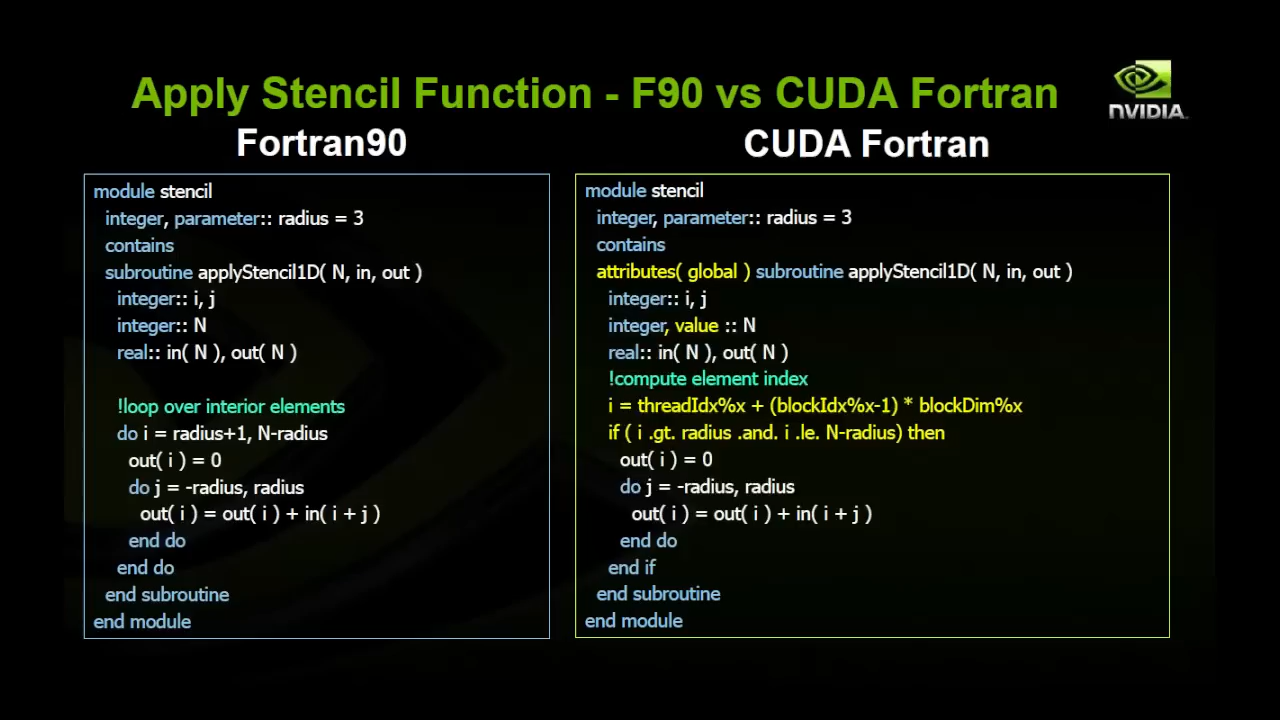 Apply Stencil Function - F90 vs CUDA Fortran
NVIDIA
Fortran90
module stencil
integer, parameter:: radius = 3
contains
subroutine applyStencil1D( N, in, out )
integer:: i, j
integer:: N
real:: in( N ), out( N )
!loop over interior elements
do i = radius+1, N-radius
out( i ) = 0
do j = -radius, radius
out( i ) = out( i ) + in( i + j )
end do
end do
end subroutine
end module
CUDA Fortran
module stencil
integer, parameter:: radius = 3
contains
attributes( global ) subroutine applyStencil1D( N, in, out )
integer:: i, j
integer, value :: N
real:: in( N ), out( N )
!compute element index
i = threadIdx%x + (blockIdx%x-1) * blockDim%x
if ( i .gt. radius .and. i .le. N-radius) then
out( i ) = 0
do j = -radius, radius
out( i ) = out( i ) + in( i + j )
end do
end if
end subroutine
end module